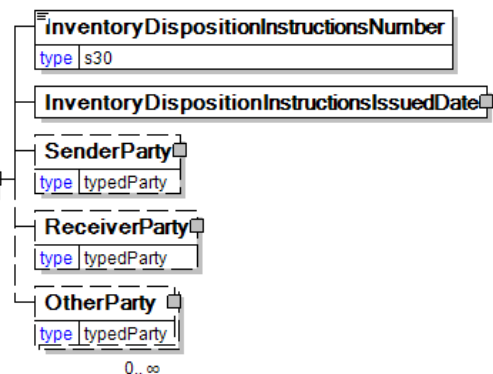 InventoryDispositionInstructionsNumber
type s30
InventoryDispositionInstructionsIssuedDate
SenderParty
type typedParty
ReceiverParty
type typedParty
OtherParty
type typedParty
0..∞